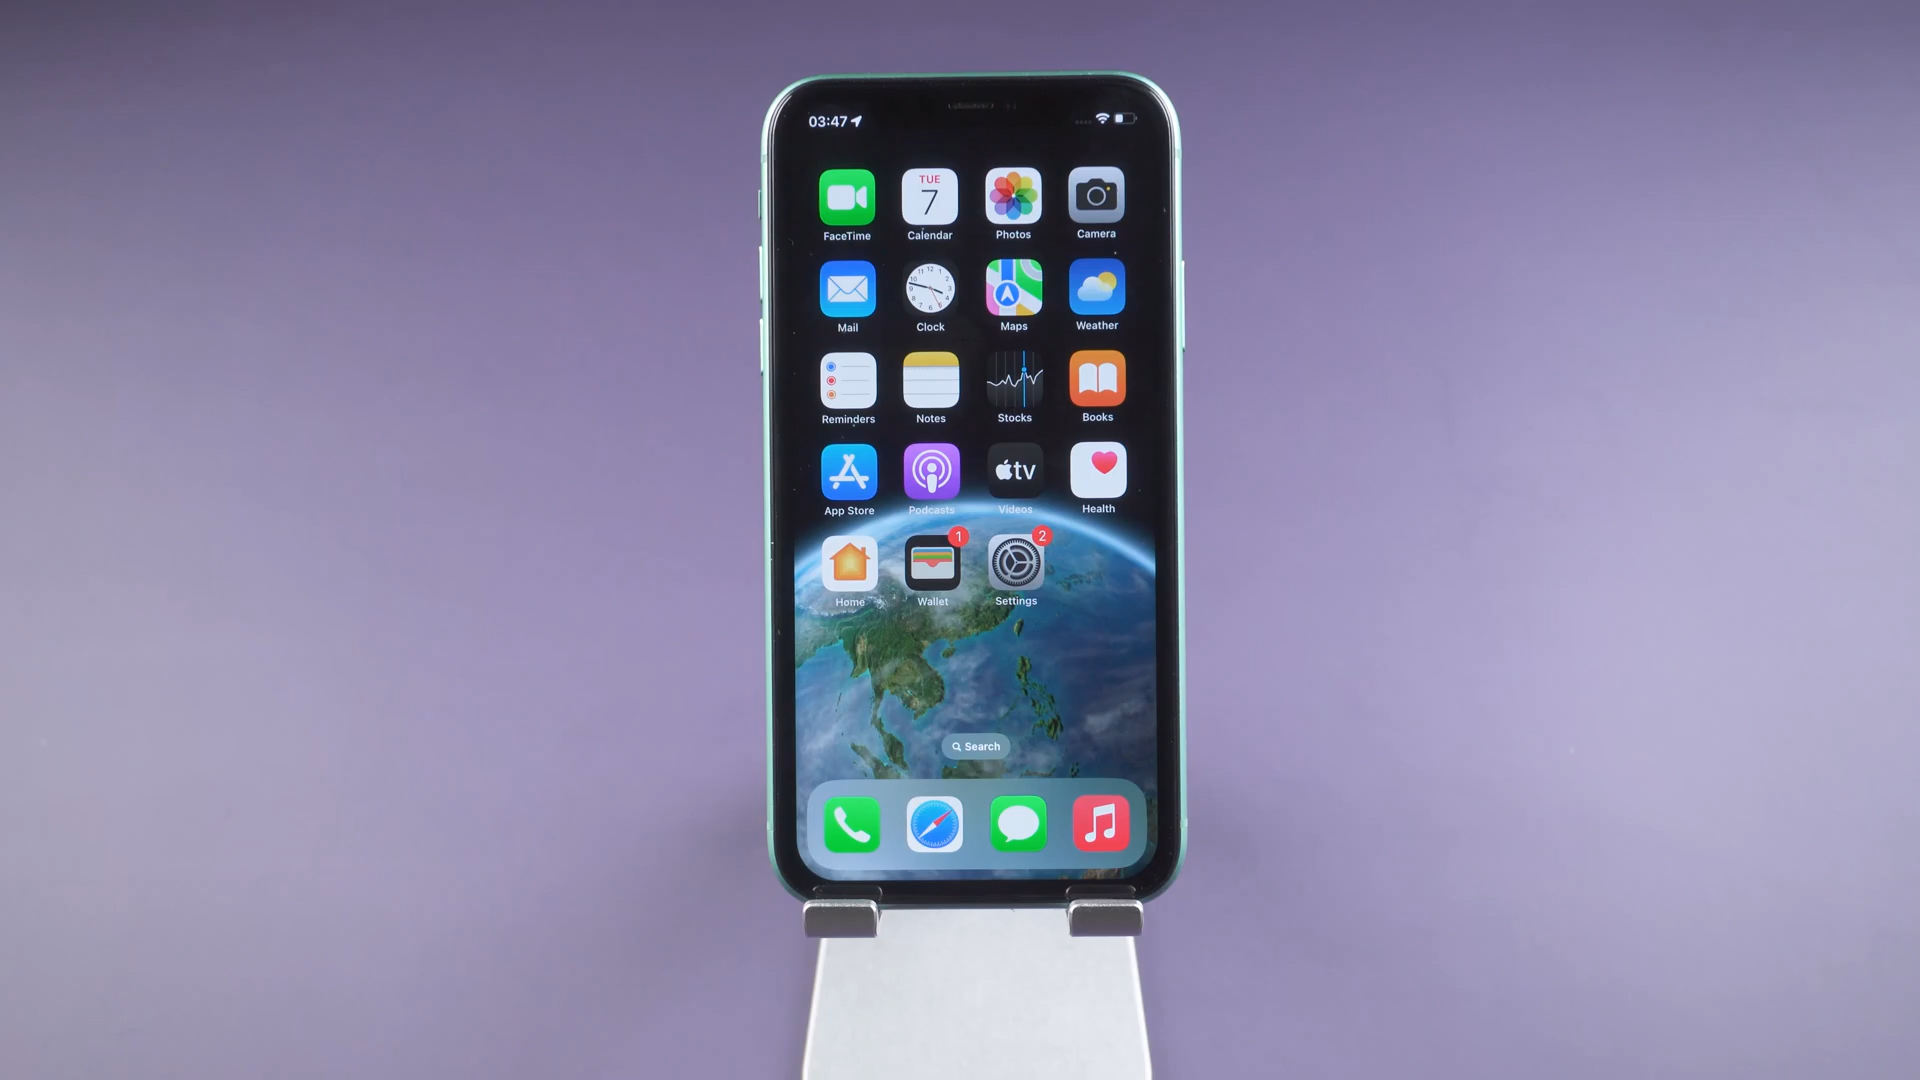 03:47
TUE
7
FaceTime Calendar Photos Camera
Mail Clock Maps Weather
Reminders Notes Stocks Books
tv
App Store Podcasts Videos Health
1 2
Home Wallet Settings
Search